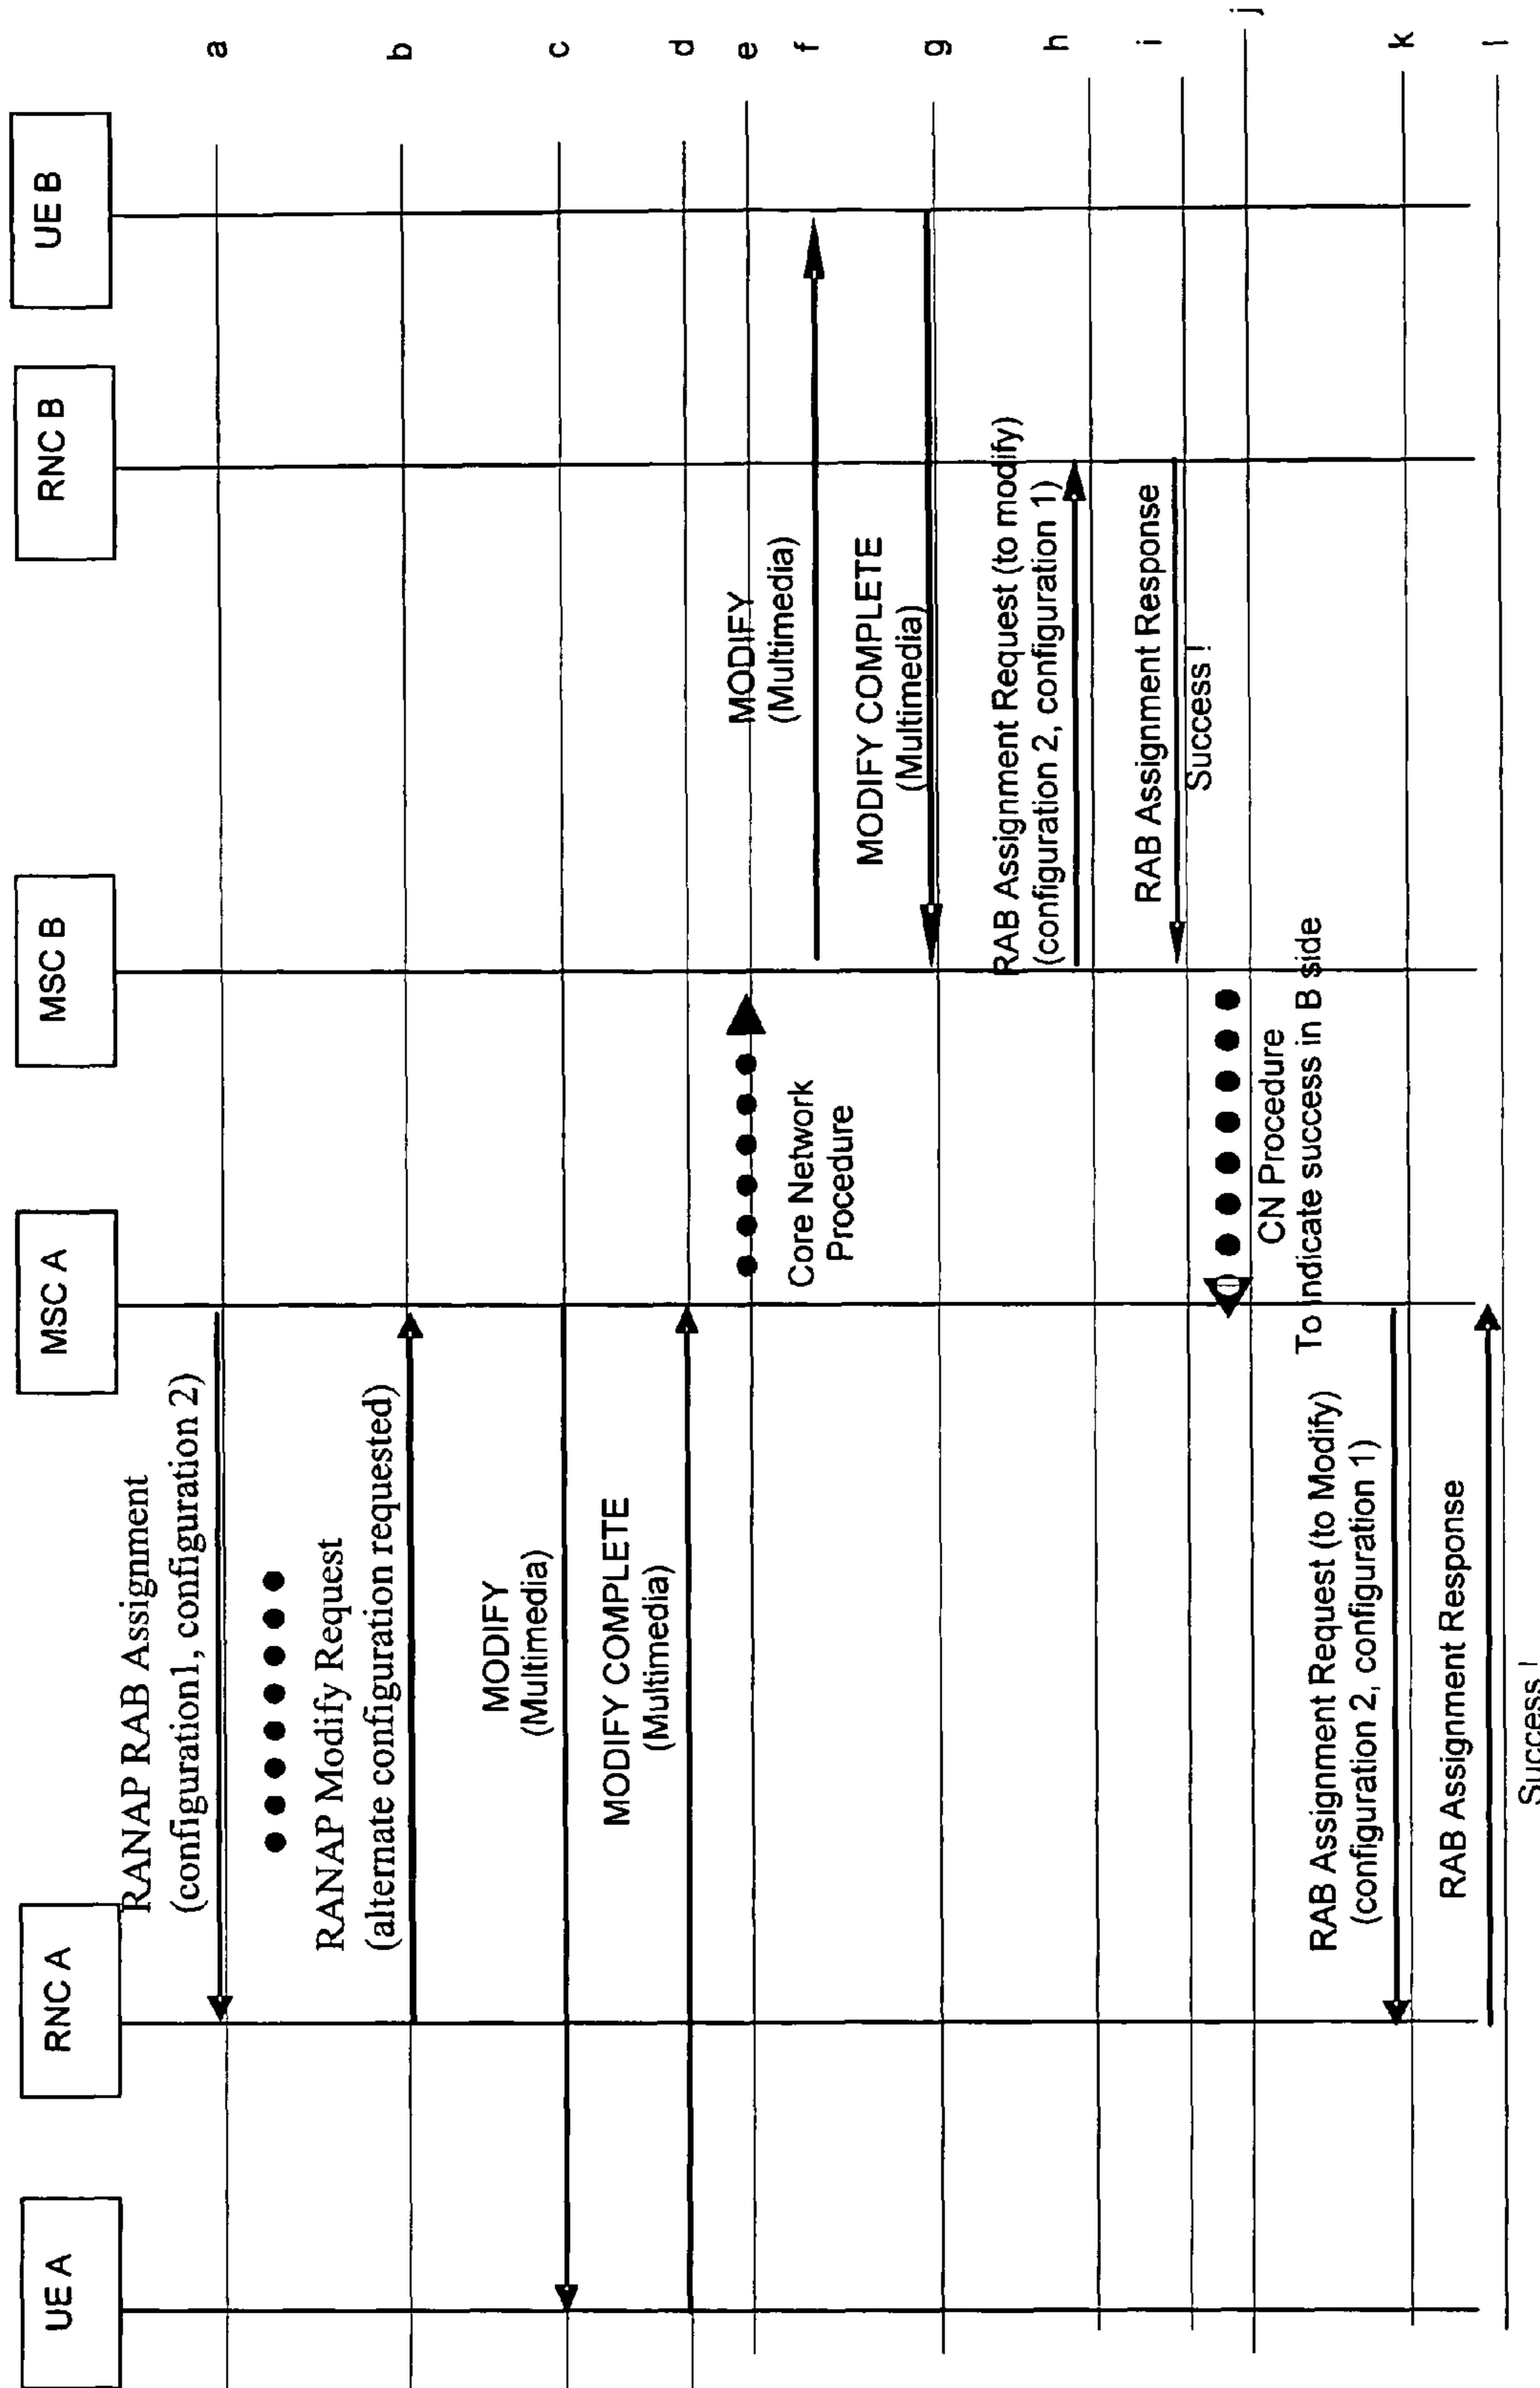 UE A
RNC A
MSC A
MSC B
RNC B
UE B
RANAP RAB Assignment
(configuration1, configuration 2)
a
RANAP Modify Request
(alternate configuration requested)
b
MODIFY
(Multimedia)
c
MODIFY COMPLETE
(Multimedia)
d
e
Core Network
Procedure
MODIFY
(Multimedia)
f
MODIFY COMPLETE
(Multimedia)
g
RAB Assignment Request (to modify)
(configuration 2, configuration 1)
h
RAB Assignment Response
i
Success !
j
CN Procedure
To indicate success in B side
RAB Assignment Request (to Modify)
(configuration 2, configuration 1)
k
RAB Assignment Response
l
Success !